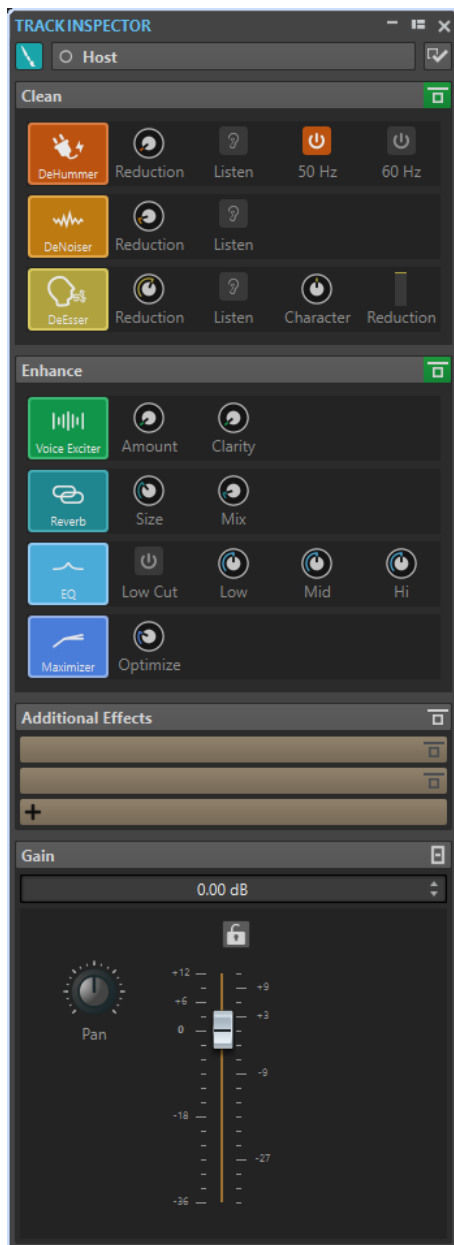 TRACK INSPECTOR
Host
Clean
DeHummer Reduction Listen 50 Hz 60 Hz
DeNoiser Reduction Listen
DeEsser Reduction Listen Character Reduction
Enhance
Voice Exciter Amount Clarity
Reverb Size Mix
EQ Low Cut Low Mid Hi
Maximizer Optimize
Additional Effects
+
Gain
0.00 dB
+12
+9
+6
+3
Pan
0
-9
-18
-27
-36